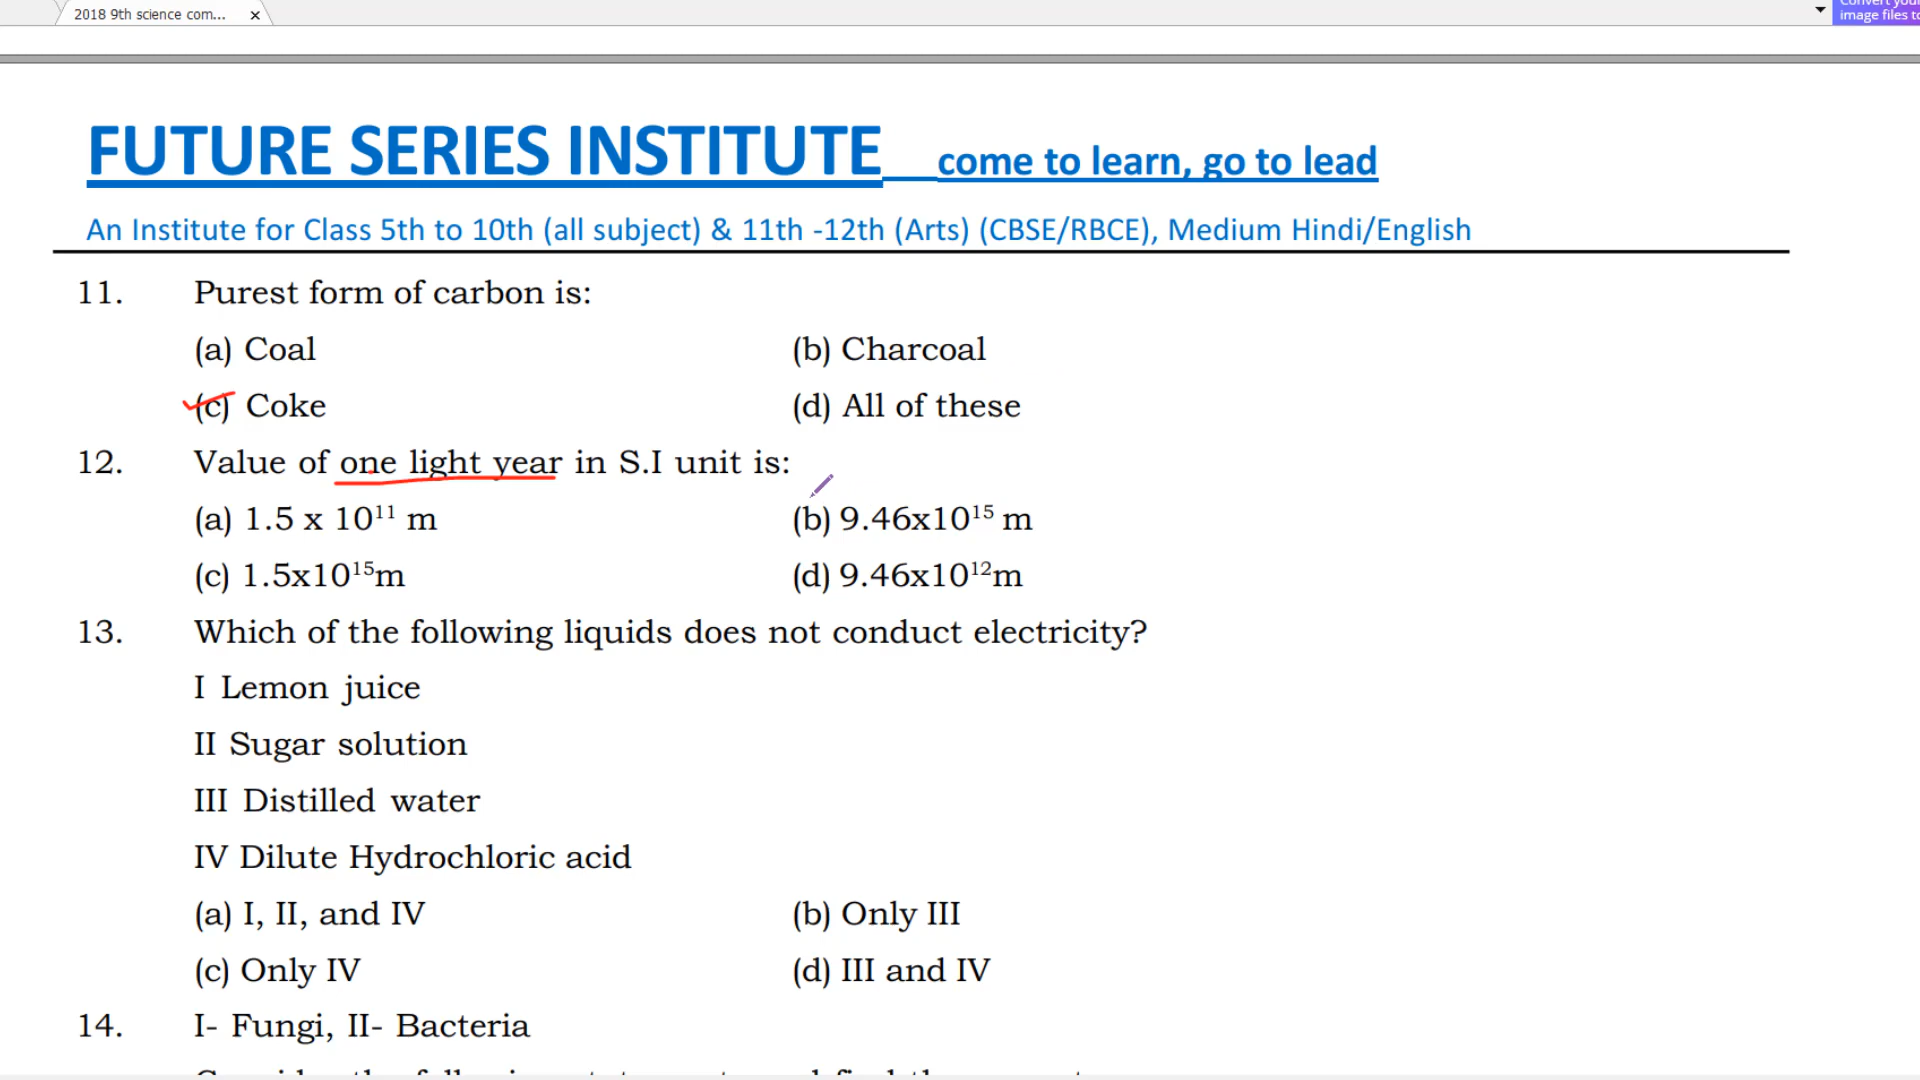 2018 9th science com...
image files to
FUTURE SERIES INSTITUTE come to learn, go to lead
An Institute for Class 5th to 10th (all subject) & 11th -12th (Arts) (CBSE/RBCE), Medium Hindi/English
11. Purest form of carbon is:
(a) Coal (b) Charcoal
(c) Coke (d) All of these
12. Value of one light year in S.I unit is:
(a) 1.5 x 10¹¹ m (b) 9.46x10¹⁵ m
(c) 1.5x10¹⁵m (d) 9.46x10¹²m
13. Which of the following liquids does not conduct electricity?
I Lemon juice
II Sugar solution
III Distilled water
IV Dilute Hydrochloric acid
(a) I, II, and IV (b) Only III
(c) Only IV (d) III and IV
14. I- Fungi, II- Bacteria